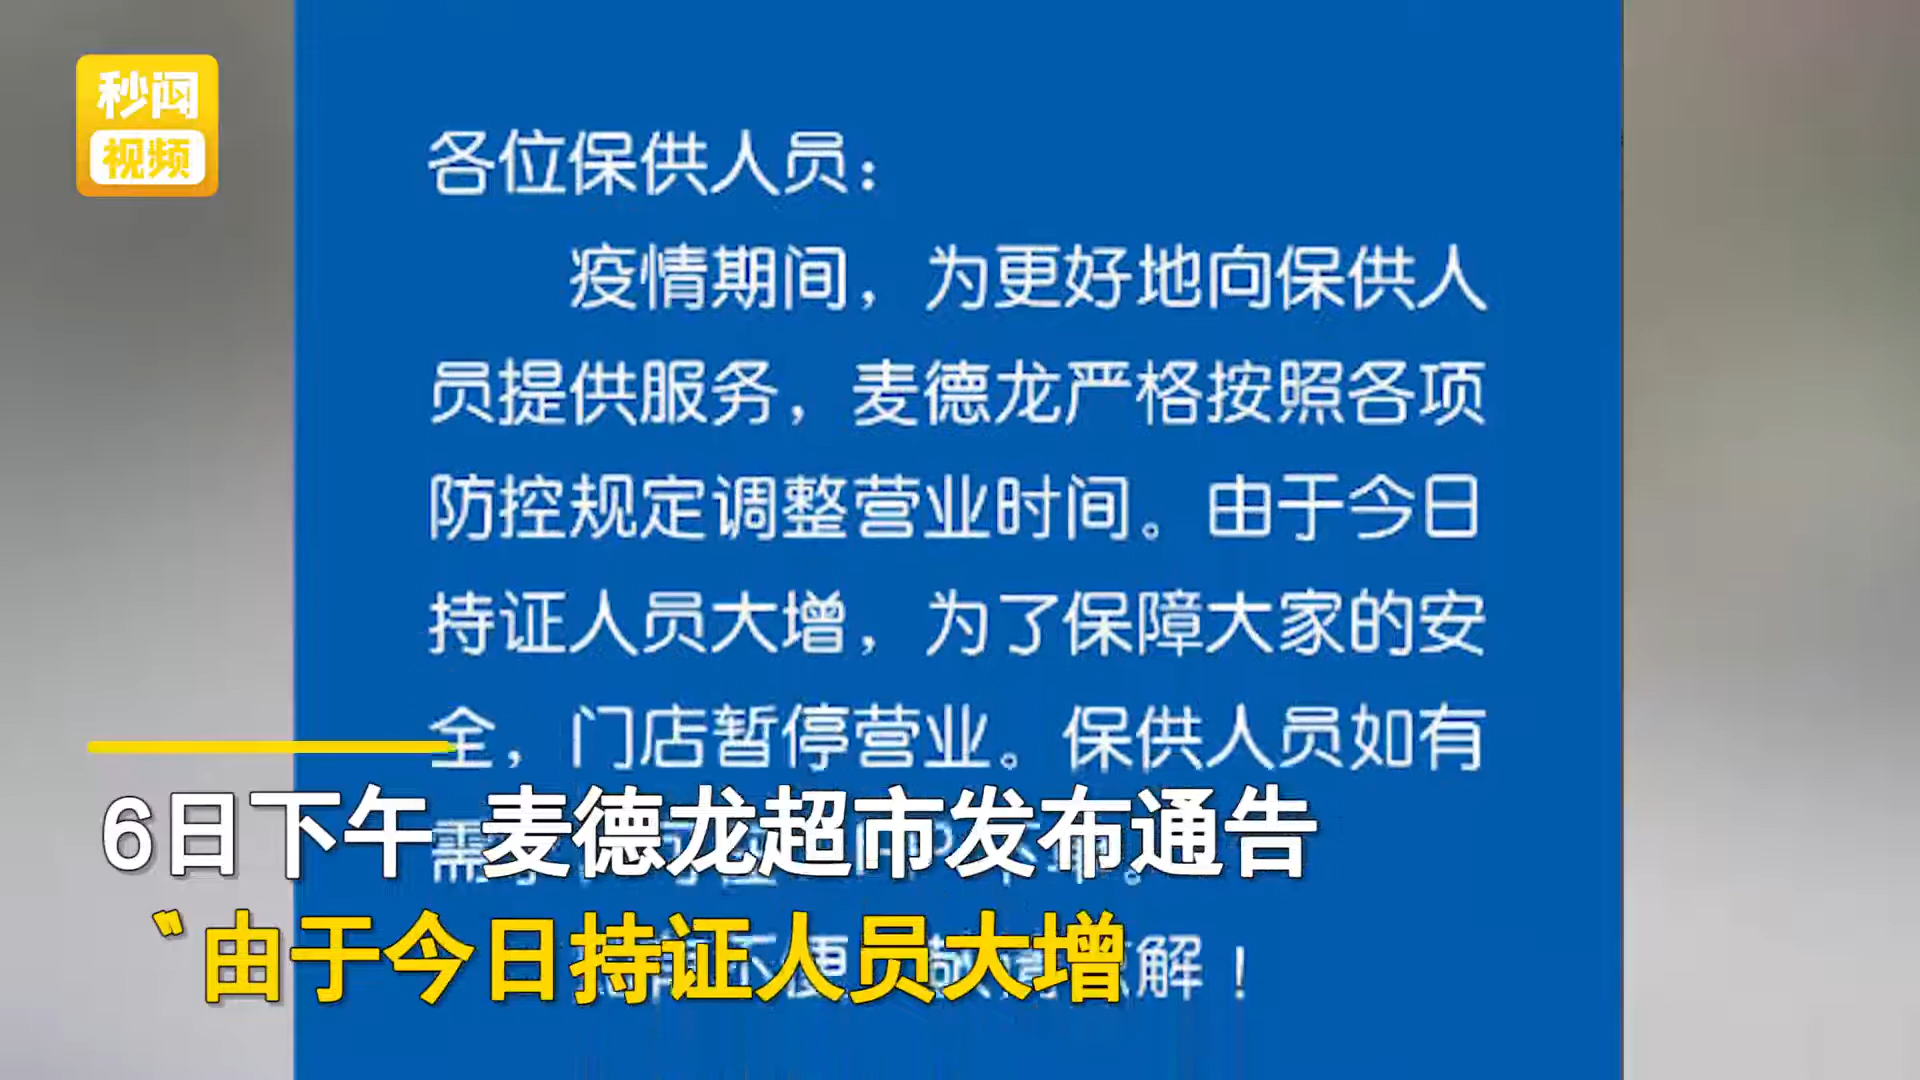 秒闻
视频
各位保供人员：
疫情期间，为更好地向保供人
员提供服务，麦德龙严格按照各项
防控规定调整营业时间。由于今日
持证人员大增，为了保障大家的安
全，门店暂停营业。保供人员如有
需
6日下午 麦德龙超市发布通告
解！
〝由于今日持证人员大增